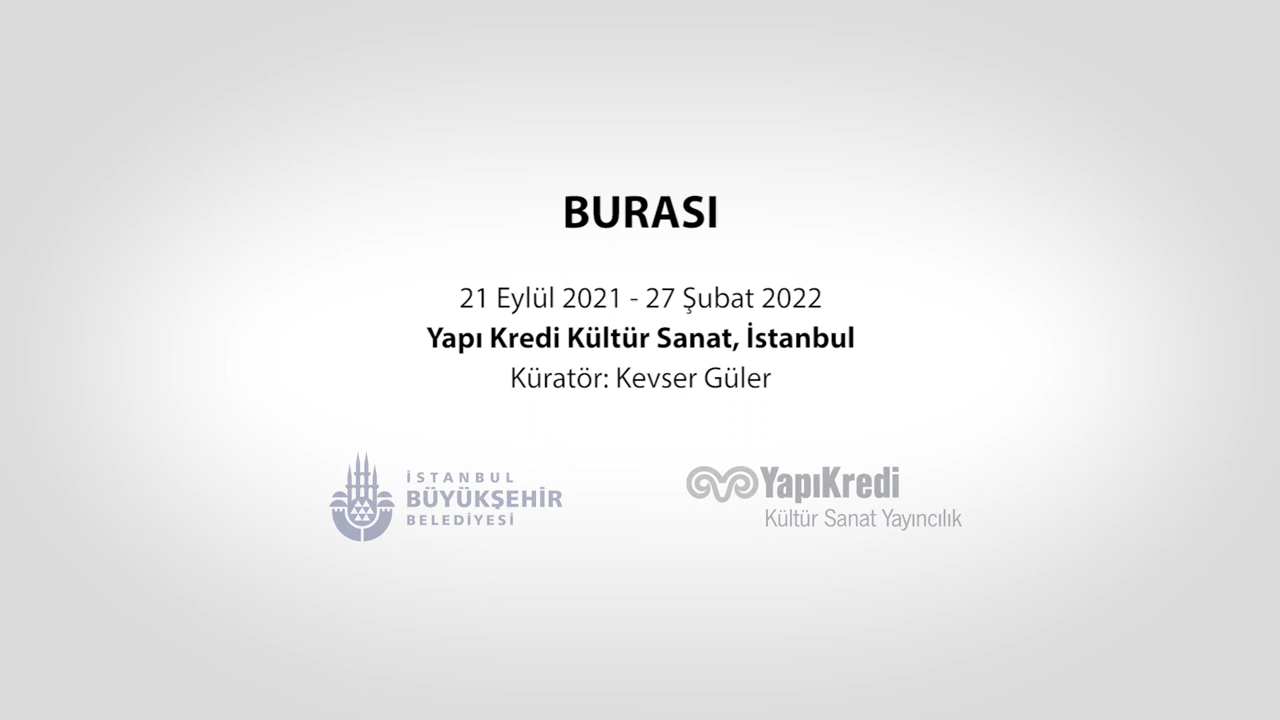 BURASI
21 Eylül 2021 - 27 Şubat 2022
Yapı Kredi Kültür Sanat, İstanbul
Küratör: Kevser Güler
İSTANBUL
BÜYÜKŞEHİR
BELEDİYESİ
YapıKredi
Kültür Sanat Yayıncılık